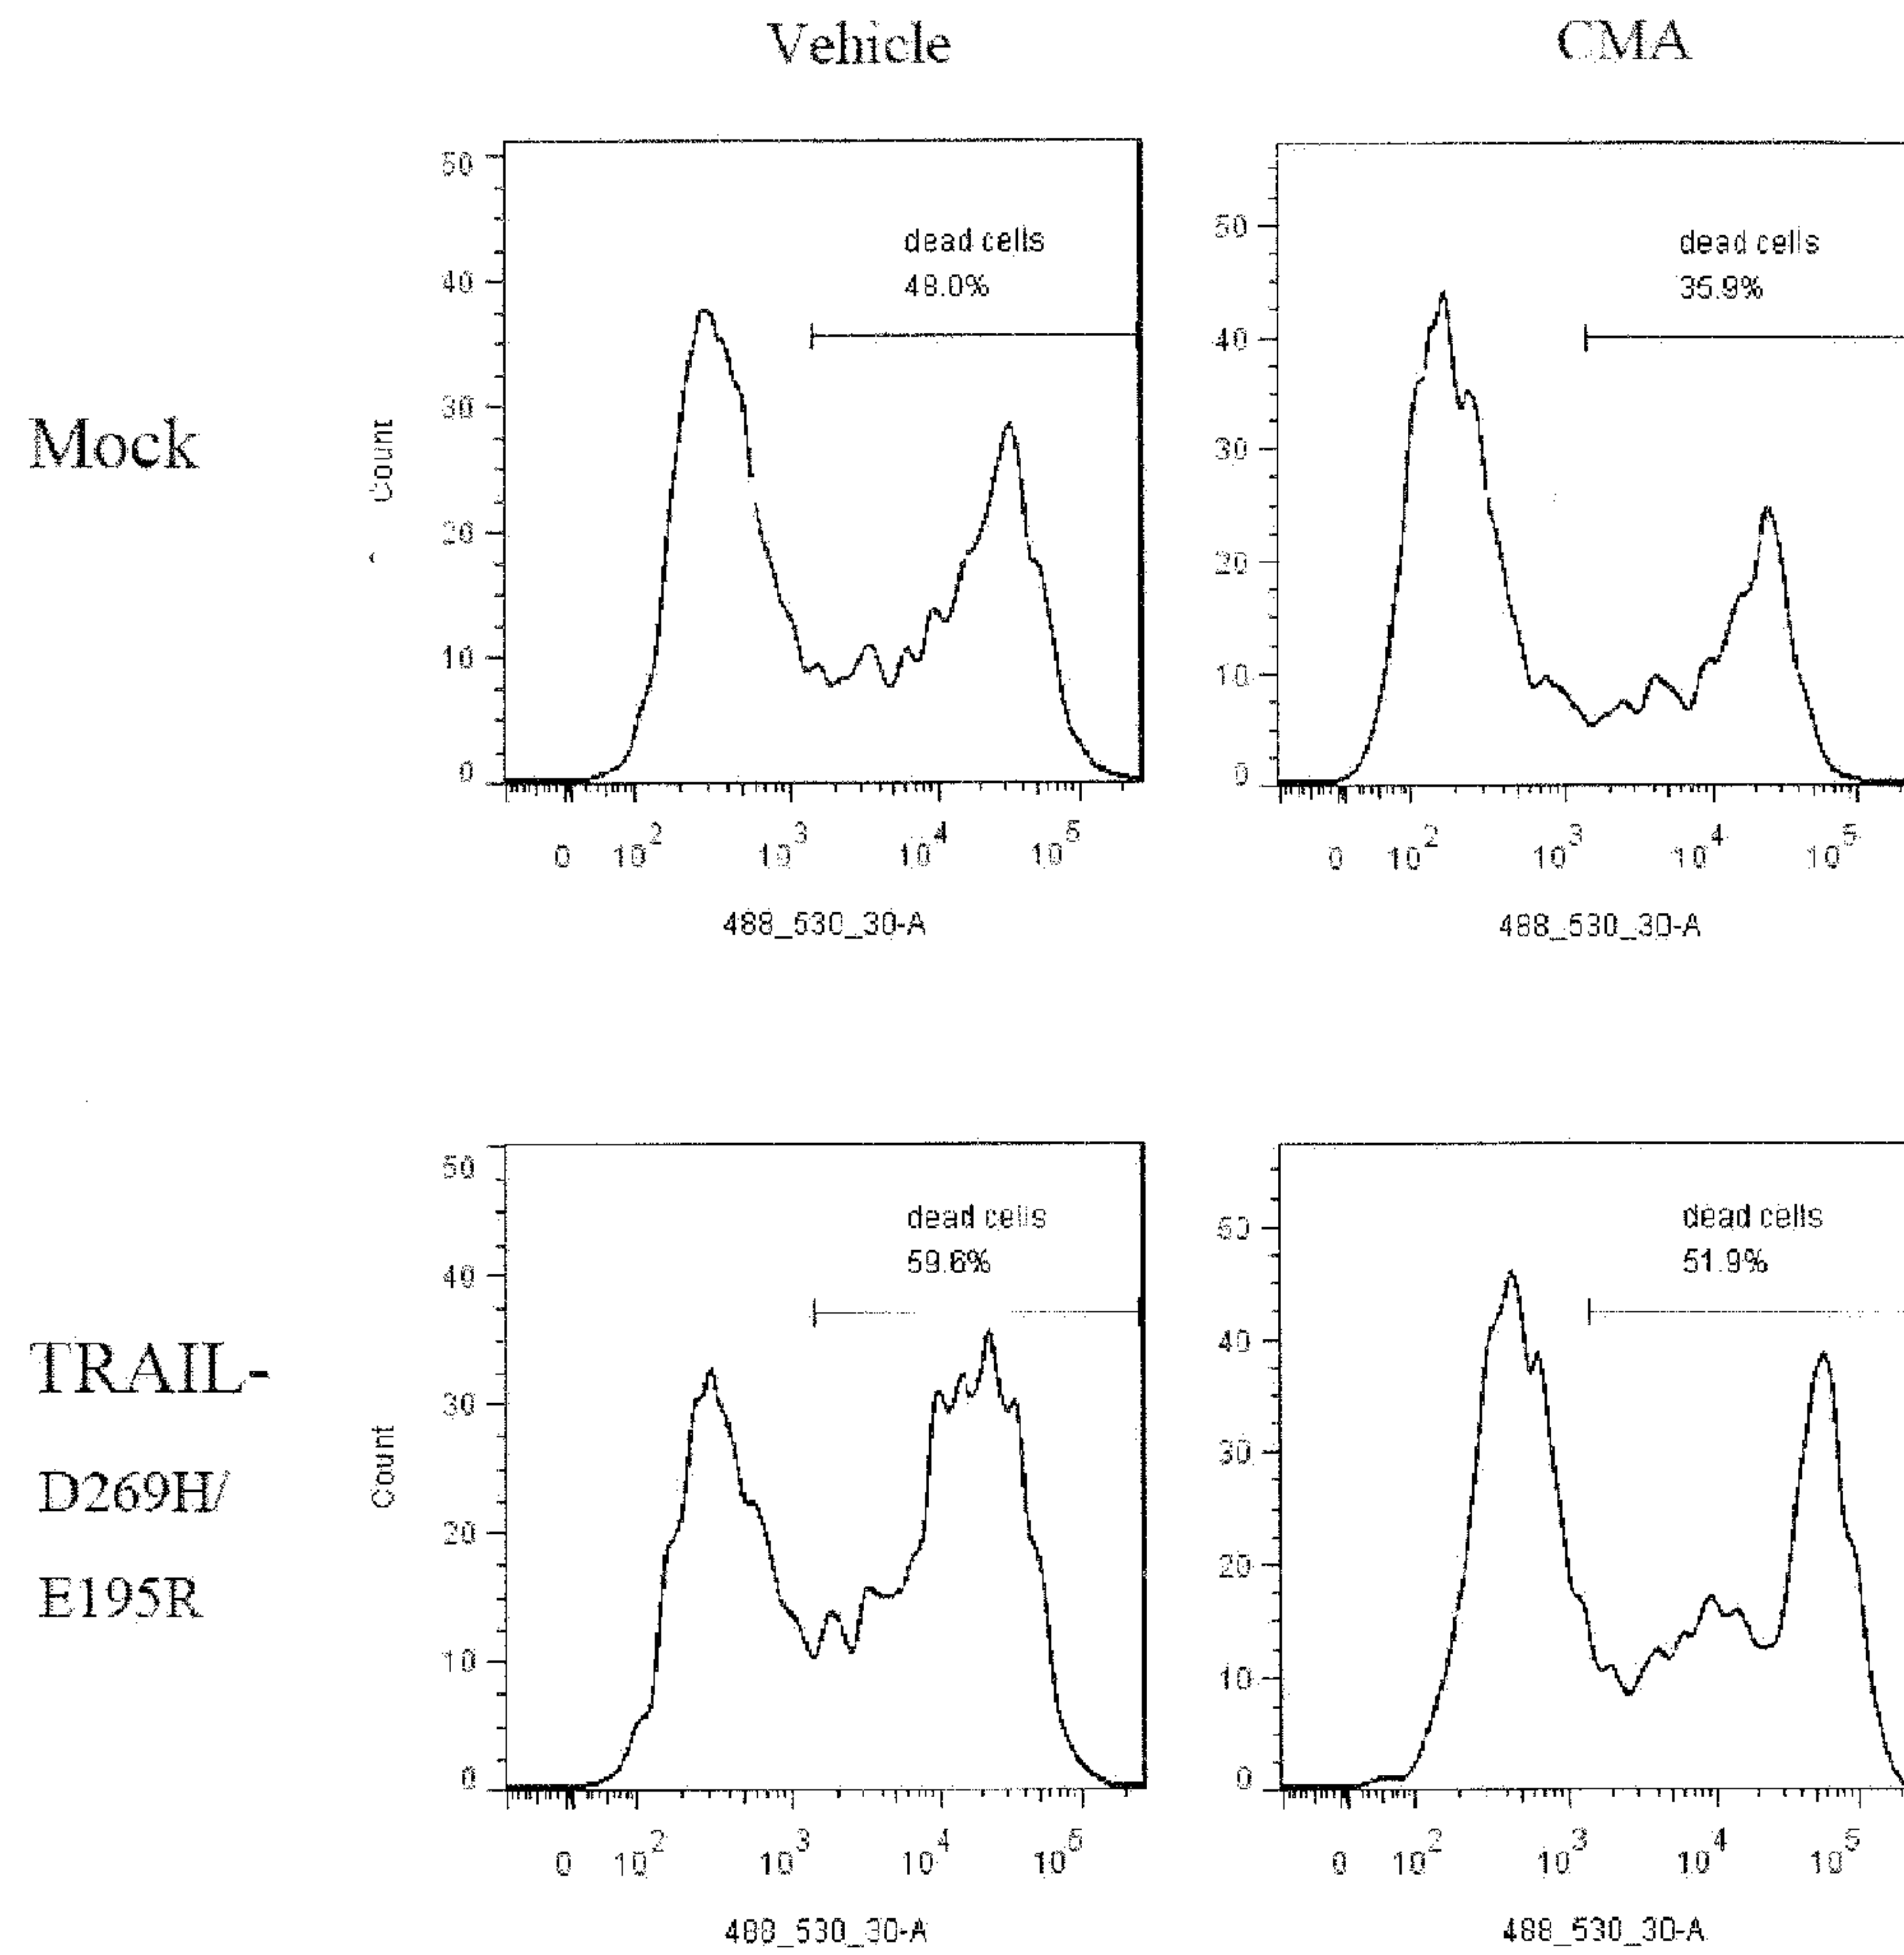 Vehicle
CMA
Mock
Count
50
40
30
20
10
0
dead cells
48.0%
0 10^2 10^3 10^4 10^5
488_530_30-A
50
40
30
20
10
0
dead cells
35.9%
0 10^2 10^3 10^4 10^5
488_530_30-A
TRAIL-
D269H/
E195R
Count
50
40
30
20
10
0
dead cells
59.6%
0 10^2 10^3 10^4 10^5
488_530_30-A
50
40
30
20
10
0
dead cells
51.9%
0 10^2 10^3 10^4 10^5
488_530_30-A